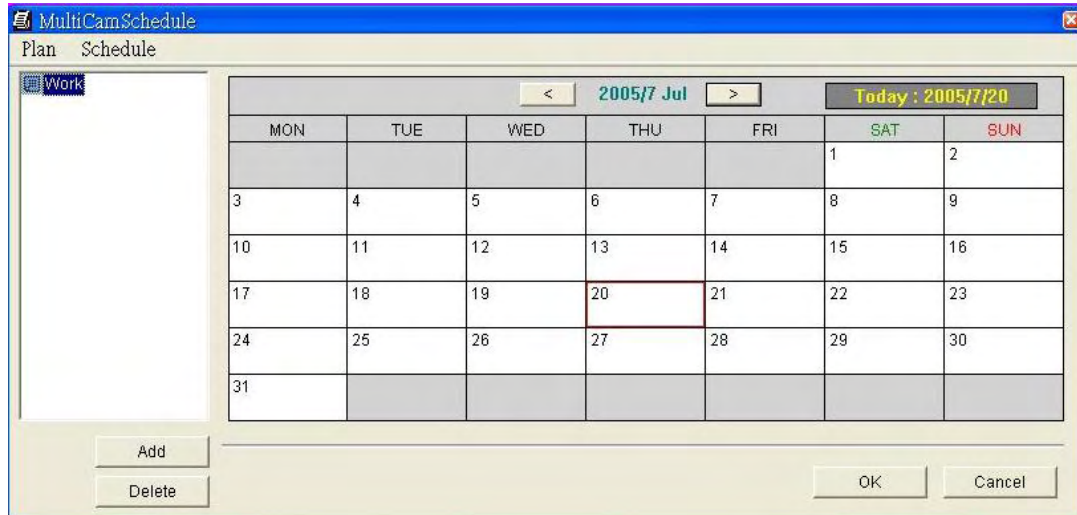 MultiCamSchedule
Plan Schedule
Work
< 2005/7 Jul > Today : 2005/7/20
MON TUE WED THU FRI SAT SUN
1 2
3 4 5 6 7 8 9
10 11 12 13 14 15 16
17 18 19 20 21 22 23
24 25 26 27 28 29 30
31
Add
Delete
OK Cancel